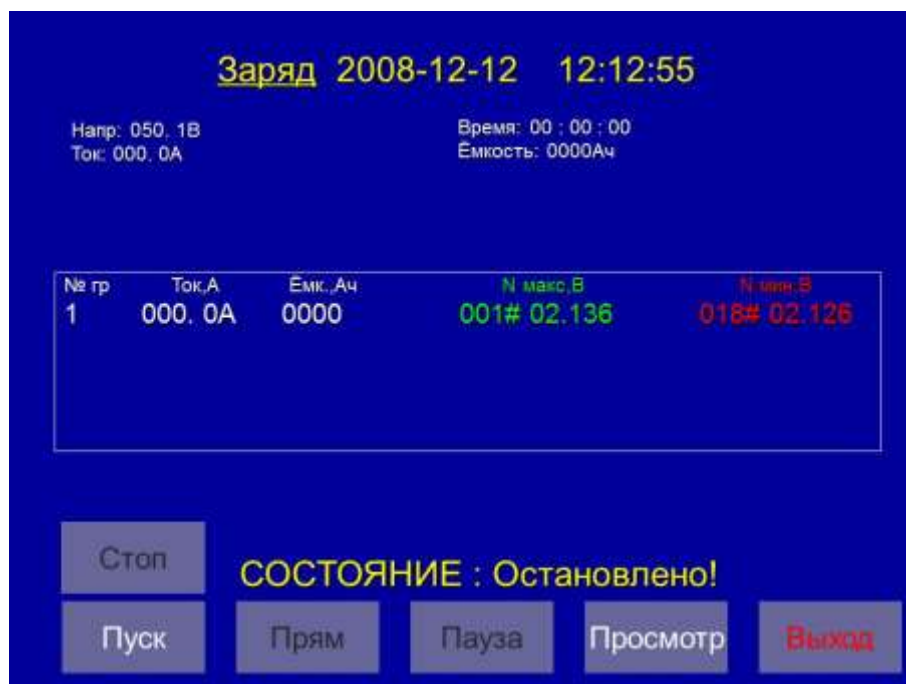 Заряд 2008-12-12 12:12:55
Напр: 050. 1В Время: 00 : 00 : 00
Ток: 000. 0А Ёмкость: 0000Ач
№ гр Ток,А Ёмк.,Ач N макс,В N мин,В
1 000. 0А 0000 001# 02.136 018# 02.126
Стоп
СОСТОЯНИЕ : Остановлено!
Пуск Прям Пауза Просмотр Выход